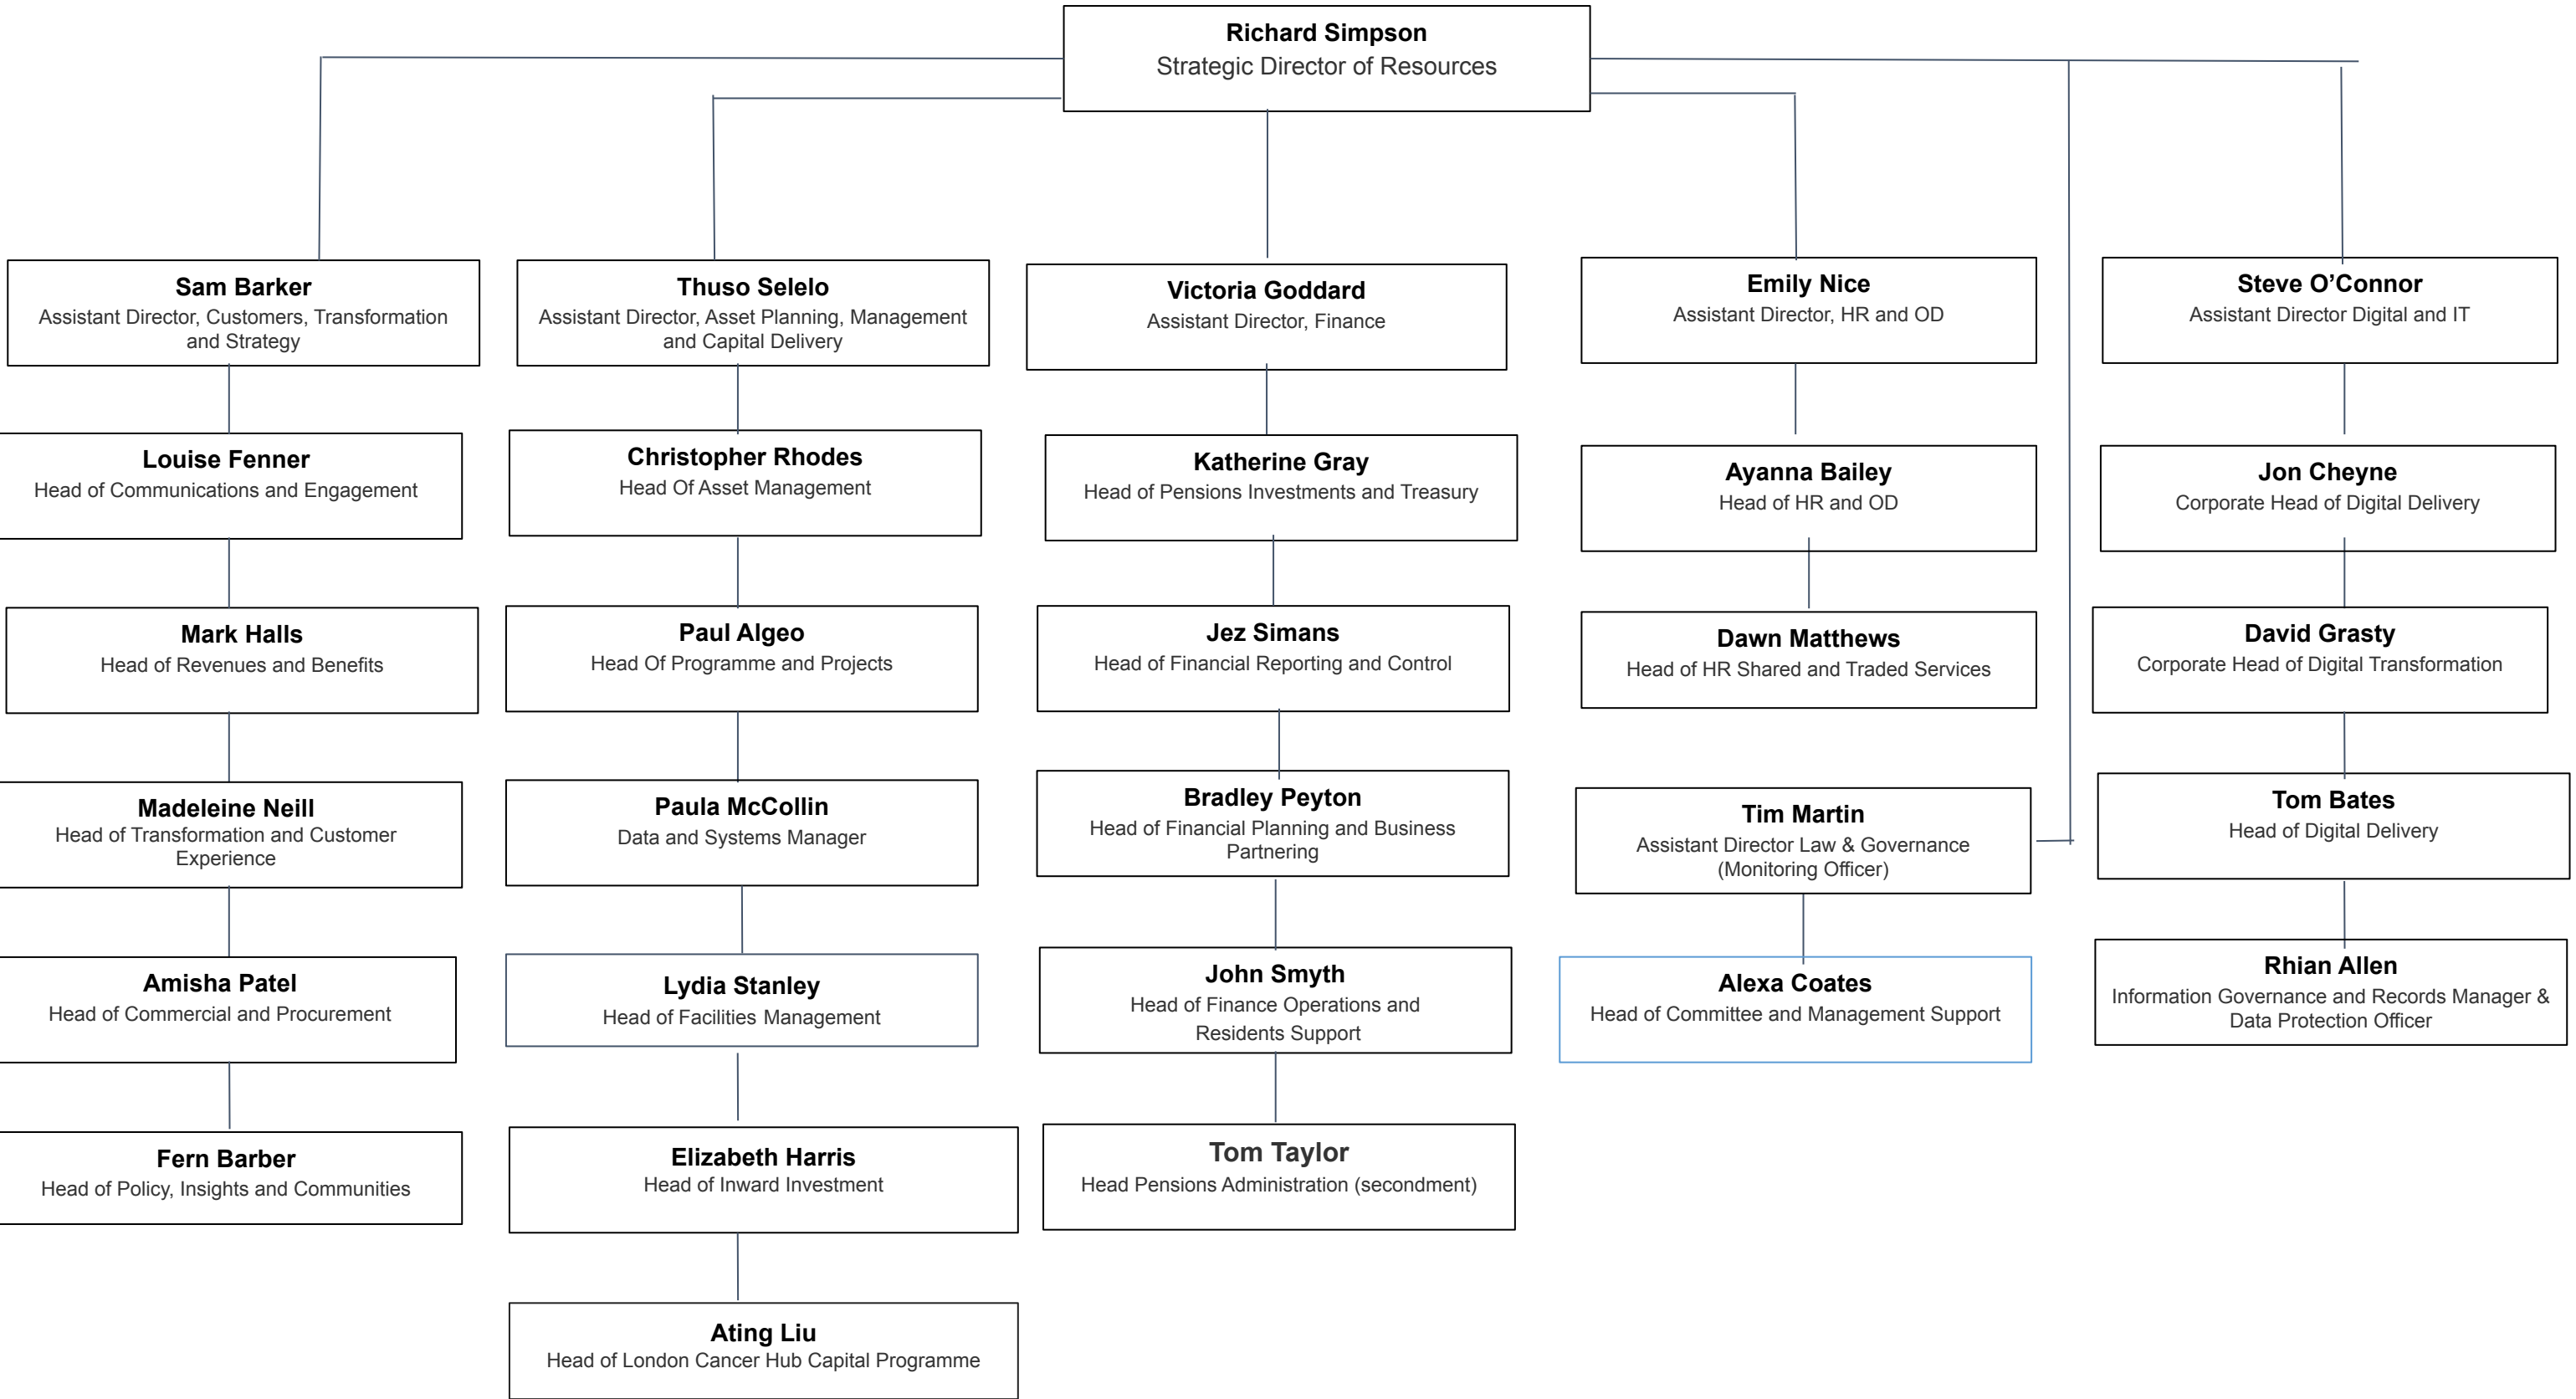 Richard Simpson
Strategic Director of Resources
Sam Barker
Assistant Director, Customers, Transformation
and Strategy
Louise Fenner
Head of Communications and Engagement
Mark Halls
Head of Revenues and Benefits
Madeleine Neill
Head of Transformation and Customer
Experience
Amisha Patel
Head of Commercial and Procurement
Fern Barber
Head of Policy, Insights and Communities
Thuso Selelo
Assistant Director, Asset Planning, Management
and Capital Delivery
Christopher Rhodes
Head Of Asset Management
Paul Algeo
Head Of Programme and Projects
Paula McCollin
Data and Systems Manager
Lydia Stanley
Head of Facilities Management
Elizabeth Harris
Head of Inward Investment
Ating Liu
Head of London Cancer Hub Capital Programme
Victoria Goddard
Assistant Director, Finance
Katherine Gray
Head of Pensions Investments and Treasury
Jez Simans
Head of Financial Reporting and Control
Bradley Peyton
Head of Financial Planning and Business
Partnering
John Smyth
Head of Finance Operations and
Residents Support
Tom Taylor
Head Pensions Administration (secondment)
Emily Nice
Assistant Director, HR and OD
Ayanna Bailey
Head of HR and OD
Dawn Matthews
Head of HR Shared and Traded Services
Tim Martin
Assistant Director Law & Governance
(Monitoring Officer)
Alexa Coates
Head of Committee and Management Support
Steve O’Connor
Assistant Director Digital and IT
Jon Cheyne
Corporate Head of Digital Delivery
David Grasty
Corporate Head of Digital Transformation
Tom Bates
Head of Digital Delivery
Rhian Allen
Information Governance and Records Manager &
Data Protection Officer